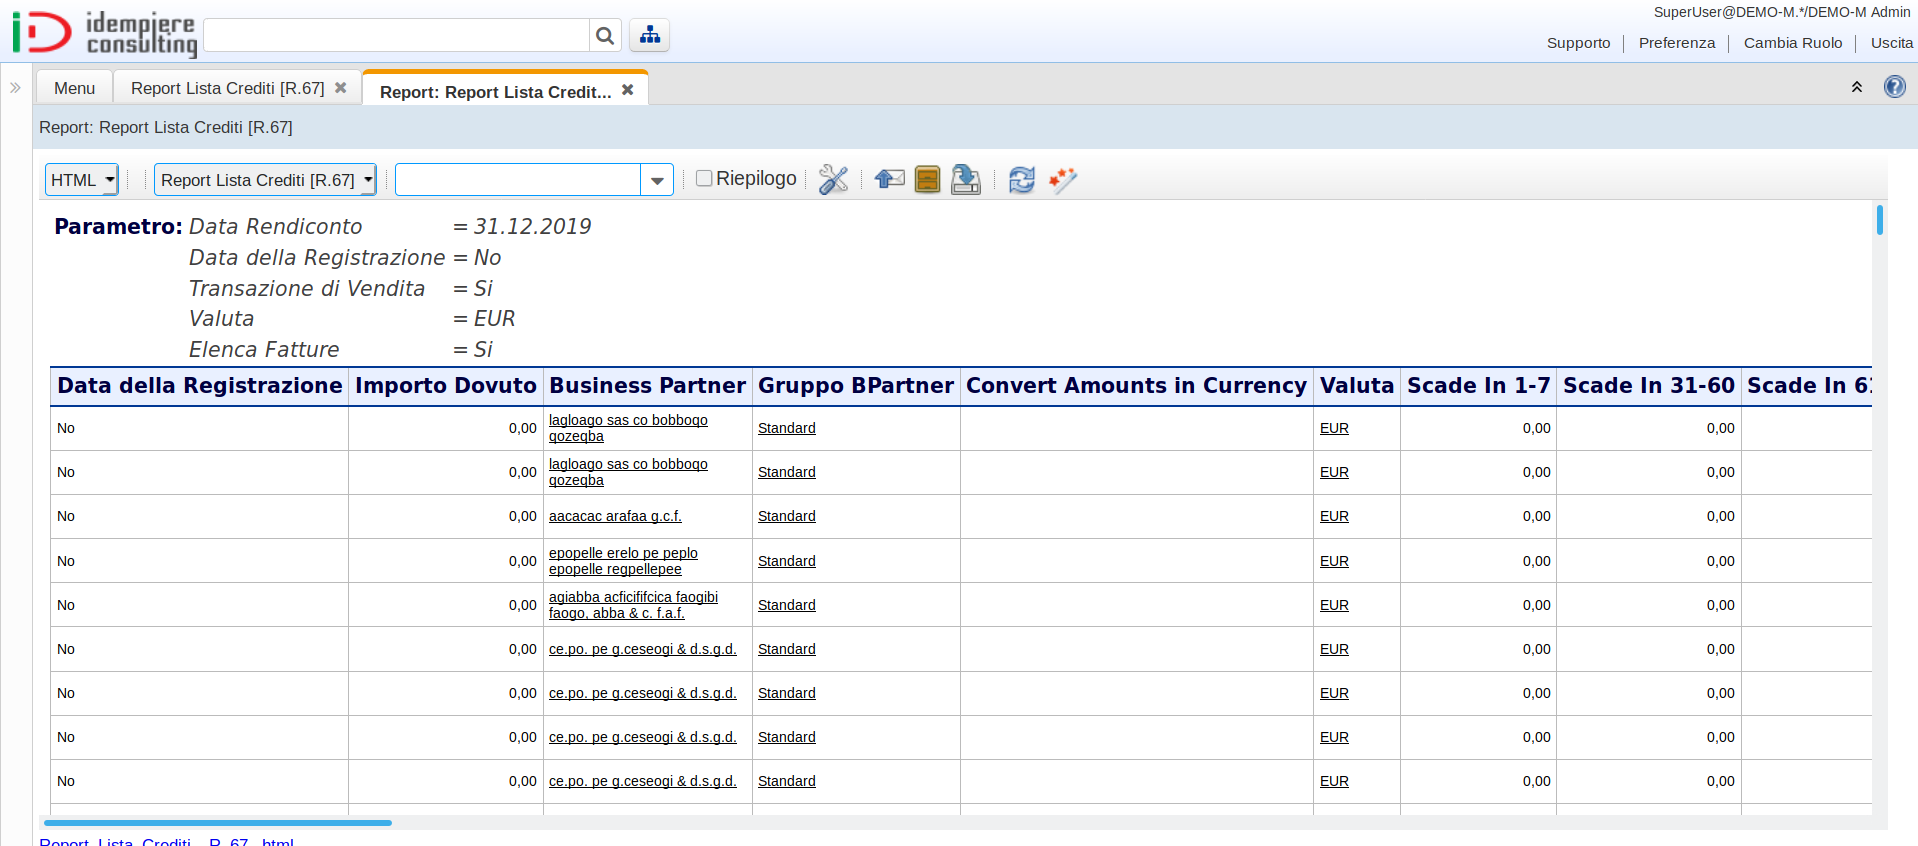 idempiere
consulting
SuperUser@DEMO-M.*/DEMO-M Admin
Supporto Preferenza Cambia Ruolo Uscita
Menu Report Lista Crediti [R.67] Report: Report Lista Credit...
Report: Report Lista Crediti [R.67]
HTML Report Lista Crediti [R.67] Riepilogo
Parametro: Data Rendiconto = 31.12.2019
Data della Registrazione = No
Transazione di Vendita = Si
Valuta = EUR
Elenca Fatture = Si
Data della Registrazione Importo Dovuto Business Partner Gruppo BPartner Convert Amounts in Currency Valuta Scade In 1-7 Scade In 31-60 Scade In 61
No 0,00 lagloago sas co bobboqo qozeqba Standard EUR 0,00 0,00
No 0,00 lagloago sas co bobboqo qozeqba Standard EUR 0,00 0,00
No 0,00 aacacac arafaa g.c.f. Standard EUR 0,00 0,00
No 0,00 epopelle erelo pe peplo epopelle regpellepee Standard EUR 0,00 0,00
No 0,00 agiabba acficififcica faogibi faogo, abba & c. f.a.f. Standard EUR 0,00 0,00
No 0,00 ce.po. pe g.ceseogi & d.s.g.d. Standard EUR 0,00 0,00
No 0,00 ce.po. pe g.ceseogi & d.s.g.d. Standard EUR 0,00 0,00
No 0,00 ce.po. pe g.ceseogi & d.s.g.d. Standard EUR 0,00 0,00
No 0,00 ce.po. pe g.ceseogi & d.s.g.d. Standard EUR 0,00 0,00
Report_Lista_Crediti__R_67_.html